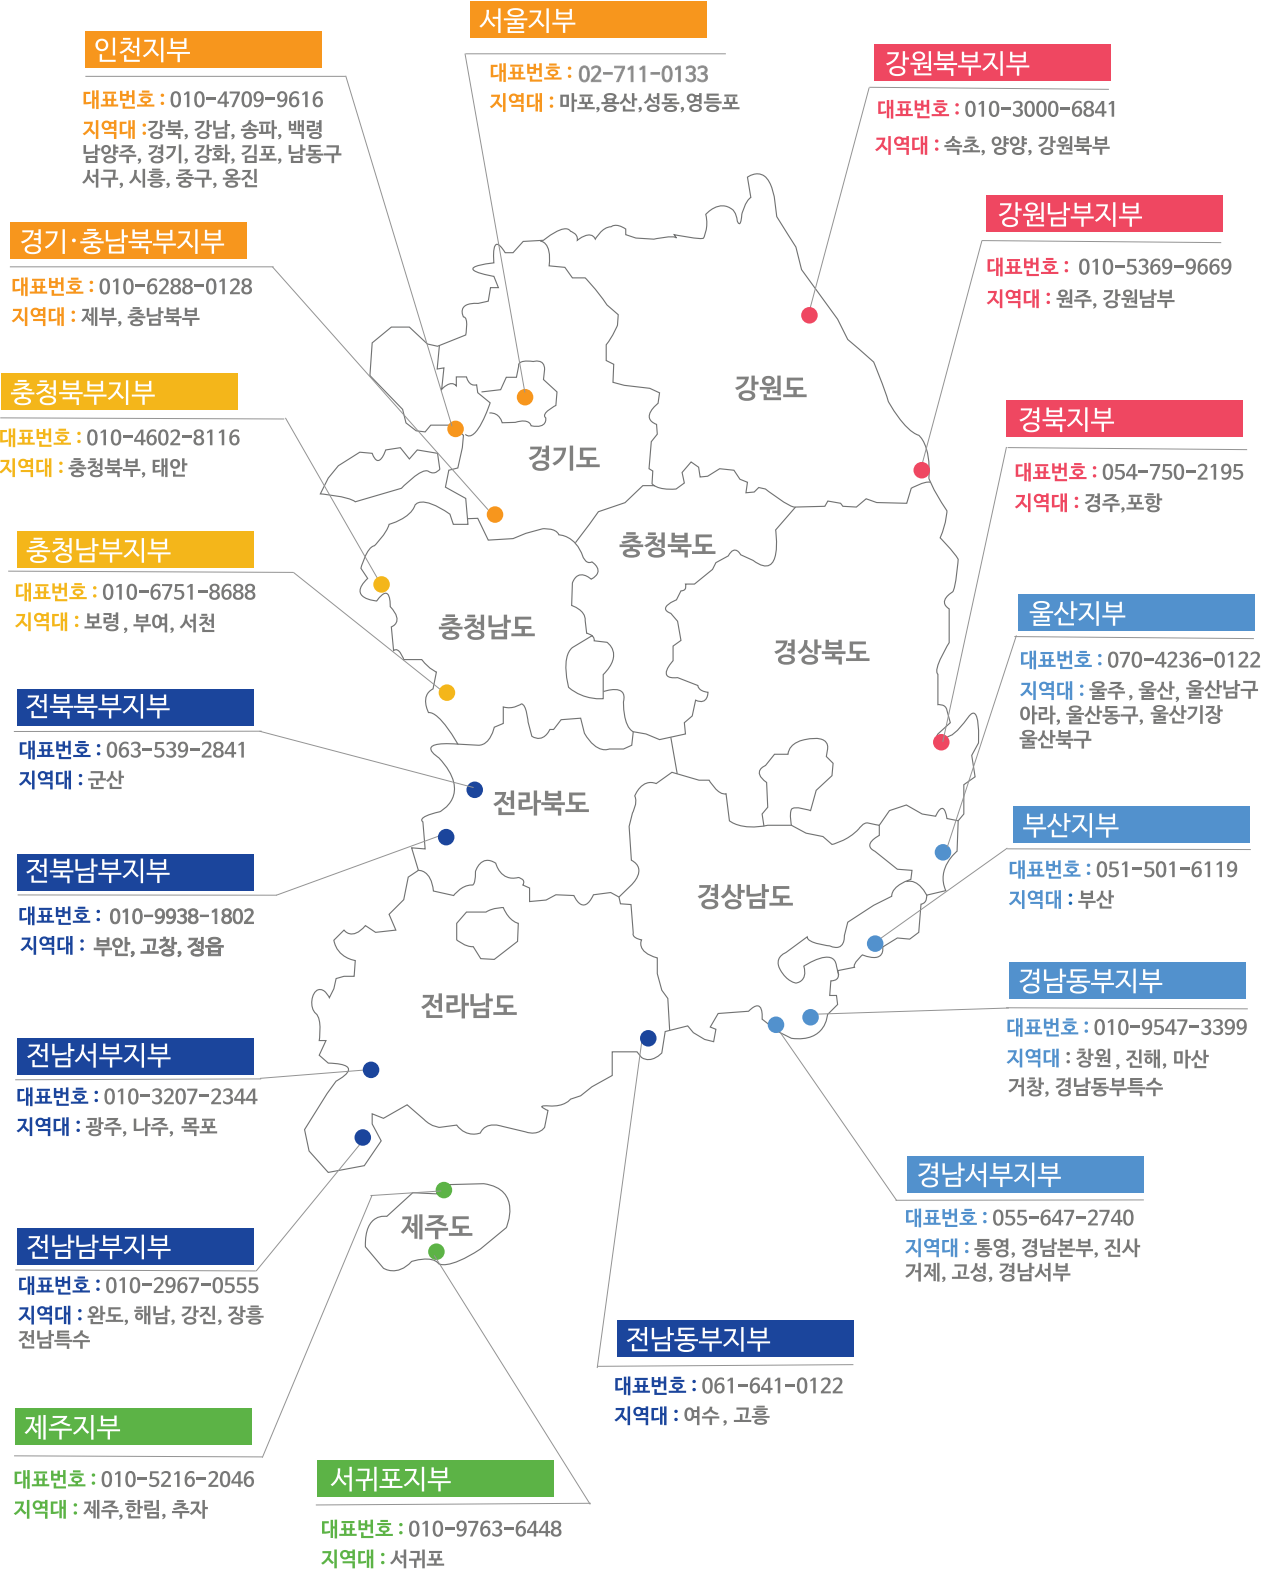 서울지부
대표번호 : 02-711-0133
지역대 : 마포,용산,성동,영등포
인천지부
대표번호 : 010-4709-9616
지역대 :강북, 강남, 송파, 백령
남양주, 경기, 강화, 김포, 남동구
서구, 시흥, 중구, 옹진
강원북부지부
대표번호 : 010-3000-6841
지역대 : 속초, 양양, 강원북부
강원남부지부
대표번호 : 010-5369-9669
지역대 : 원주, 강원남부
경기·충남북부지부
대표번호 : 010-6288-0128
지역대 : 제부, 충남북부
충청북부지부
대표번호 : 010-4602-8116
지역대 : 충청북부, 태안
경북지부
대표번호 : 054-750-2195
지역대 : 경주,포항
충청남부지부
대표번호 : 010-6751-8688
지역대 : 보령, 부여, 서천
울산지부
대표번호 : 070-4236-0122
지역대 : 울주, 울산, 울산남구
아라, 울산동구, 울산기장
울산북구
전북북부지부
대표번호 : 063-539-2841
지역대 : 군산
부산지부
대표번호 : 051-501-6119
지역대 : 부산
전북남부지부
대표번호 : 010-9938-1802
지역대 : 부안, 고창, 정읍
경남동부지부
대표번호 : 010-9547-3399
지역대 : 창원, 진해, 마산
거창, 경남동부특수
전남서부지부
대표번호 : 010-3207-2344
지역대 : 광주, 나주, 목포
경남서부지부
대표번호 : 055-647-2740
지역대 : 통영, 경남본부, 진사
거제, 고성, 경남서부
전남남부지부
대표번호 : 010-2967-0555
지역대 : 완도, 해남, 강진, 장흥
전남특수
전남동부지부
대표번호 : 061-641-0122
지역대 : 여수, 고흥
제주지부
대표번호 : 010-5216-2046
지역대 : 제주,한림, 추자
서귀포지부
대표번호 : 010-9763-6448
지역대 : 서귀포
강원도
경기도
충청북도
충청남도
경상북도
전라북도
경상남도
전라남도
제주도